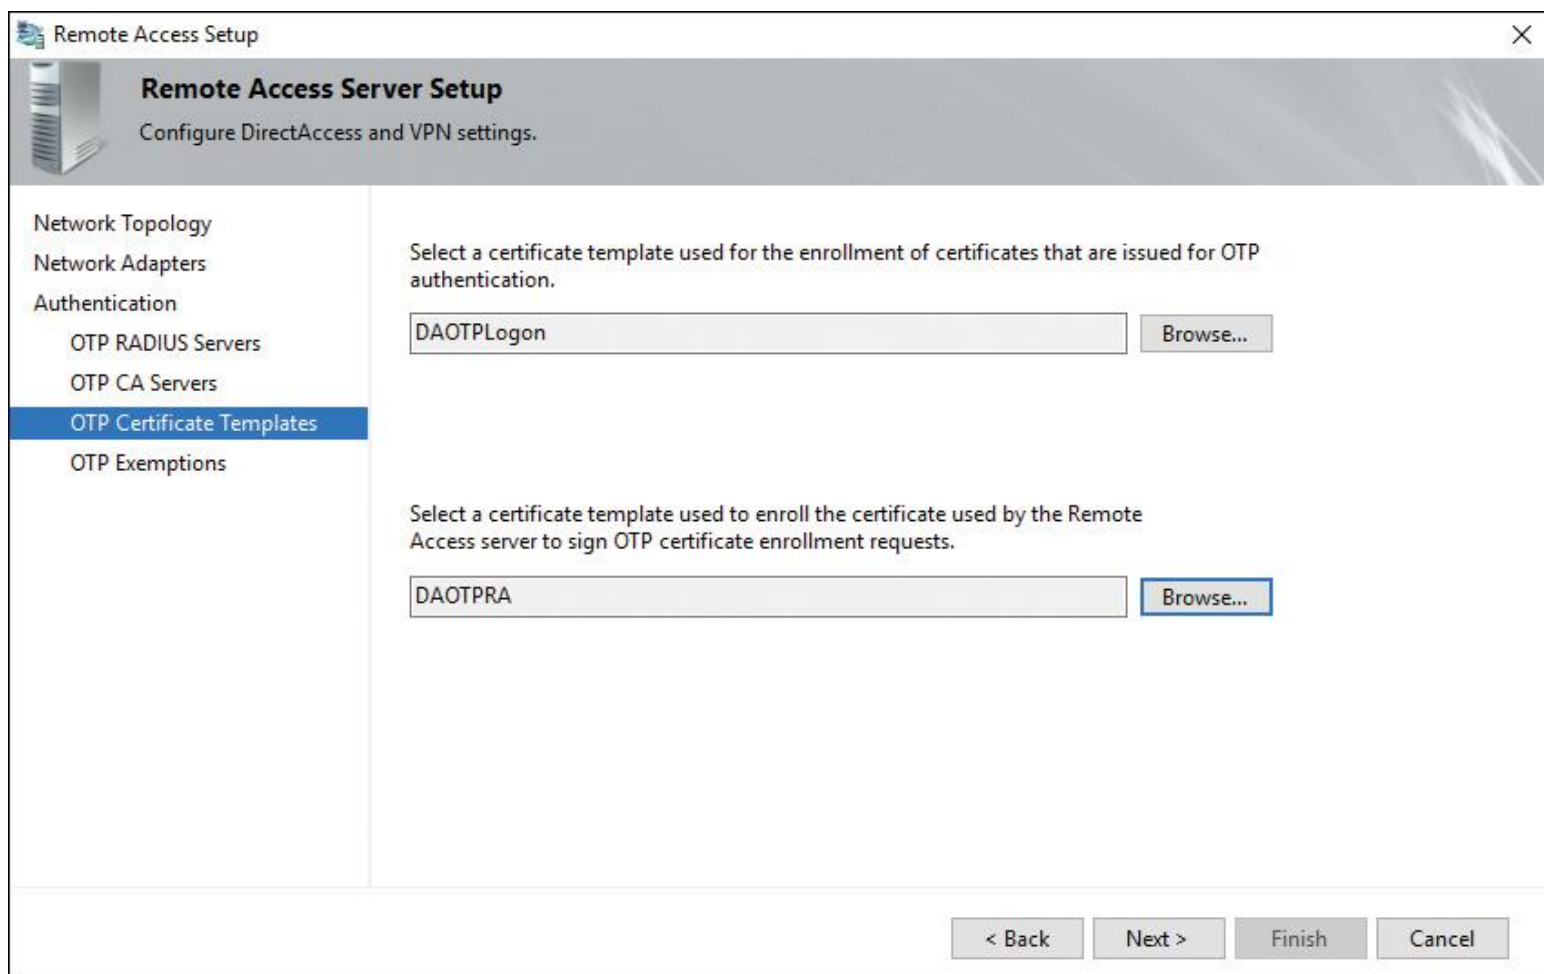 Remote Access Setup
Remote Access Server Setup
Configure DirectAccess and VPN settings.
Network Topology
Network Adapters
Authentication
OTP RADIUS Servers
OTP CA Servers
OTP Certificate Templates
OTP Exemptions
Select a certificate template used for the enrollment of certificates that are issued for OTP
authentication.
DAOTPLogon
Browse...
Select a certificate template used to enroll the certificate used by the Remote
Access server to sign OTP certificate enrollment requests.
DAOTPRA
Browse...
< Back
Next >
Finish
Cancel